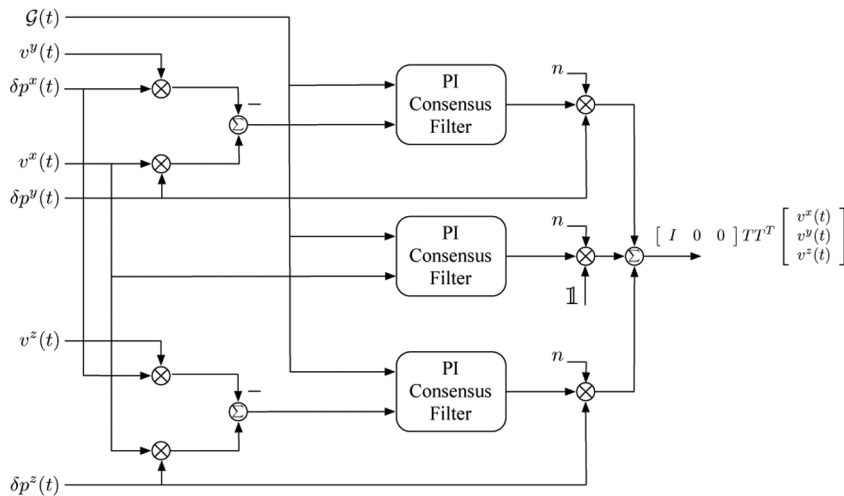 𝒢(t)
v^y(t)
δp^x(t)
v^x(t)
δp^y(t)
v^z(t)
δp^z(t)
−
Σ
PI
Consensus
Filter
n
PI
Consensus
Filter
n
𝟙
Σ
[ I 0 0 ] TT^T [ v^x(t)
v^y(t)
v^z(t) ]
−
Σ
PI
Consensus
Filter
n